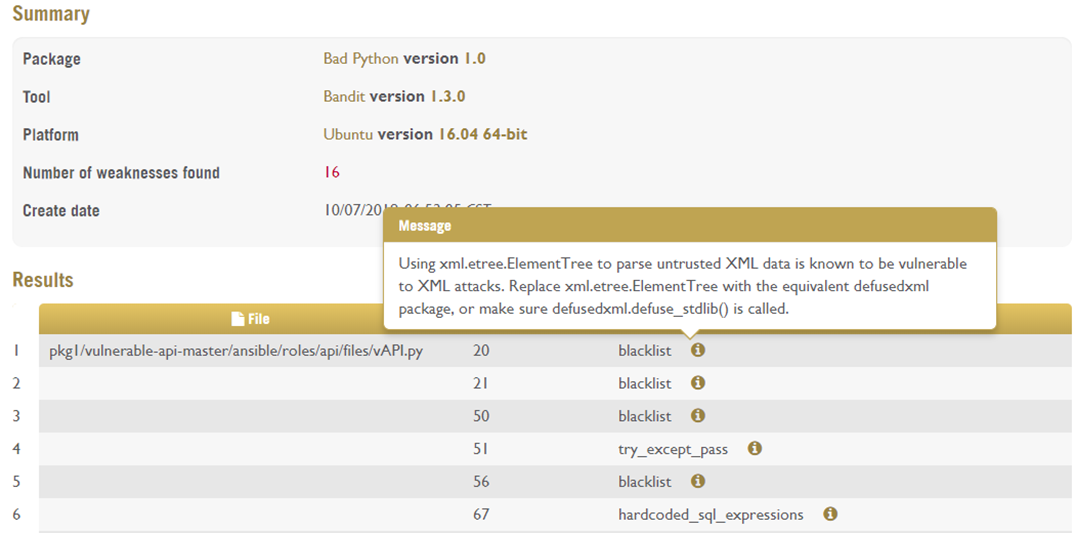 Summary
Package Bad Python version 1.0
Tool Bandit version 1.3.0
Platform Ubuntu version 16.04 64-bit
Number of weaknesses found 16
Create date
Message
Using xml.etree.ElementTree to parse untrusted XML data is known to be vulnerable
to XML attacks. Replace xml.etree.ElementTree with the equivalent defusedxml
package, or make sure defusedxml.defuse_stdlib() is called.
Results
File
1 pkg1/vulnerable-api-master/ansible/roles/api/files/vAPI.py 20 blacklist
2 21 blacklist
3 50 blacklist
4 51 try_except_pass
5 56 blacklist
6 67 hardcoded_sql_expressions